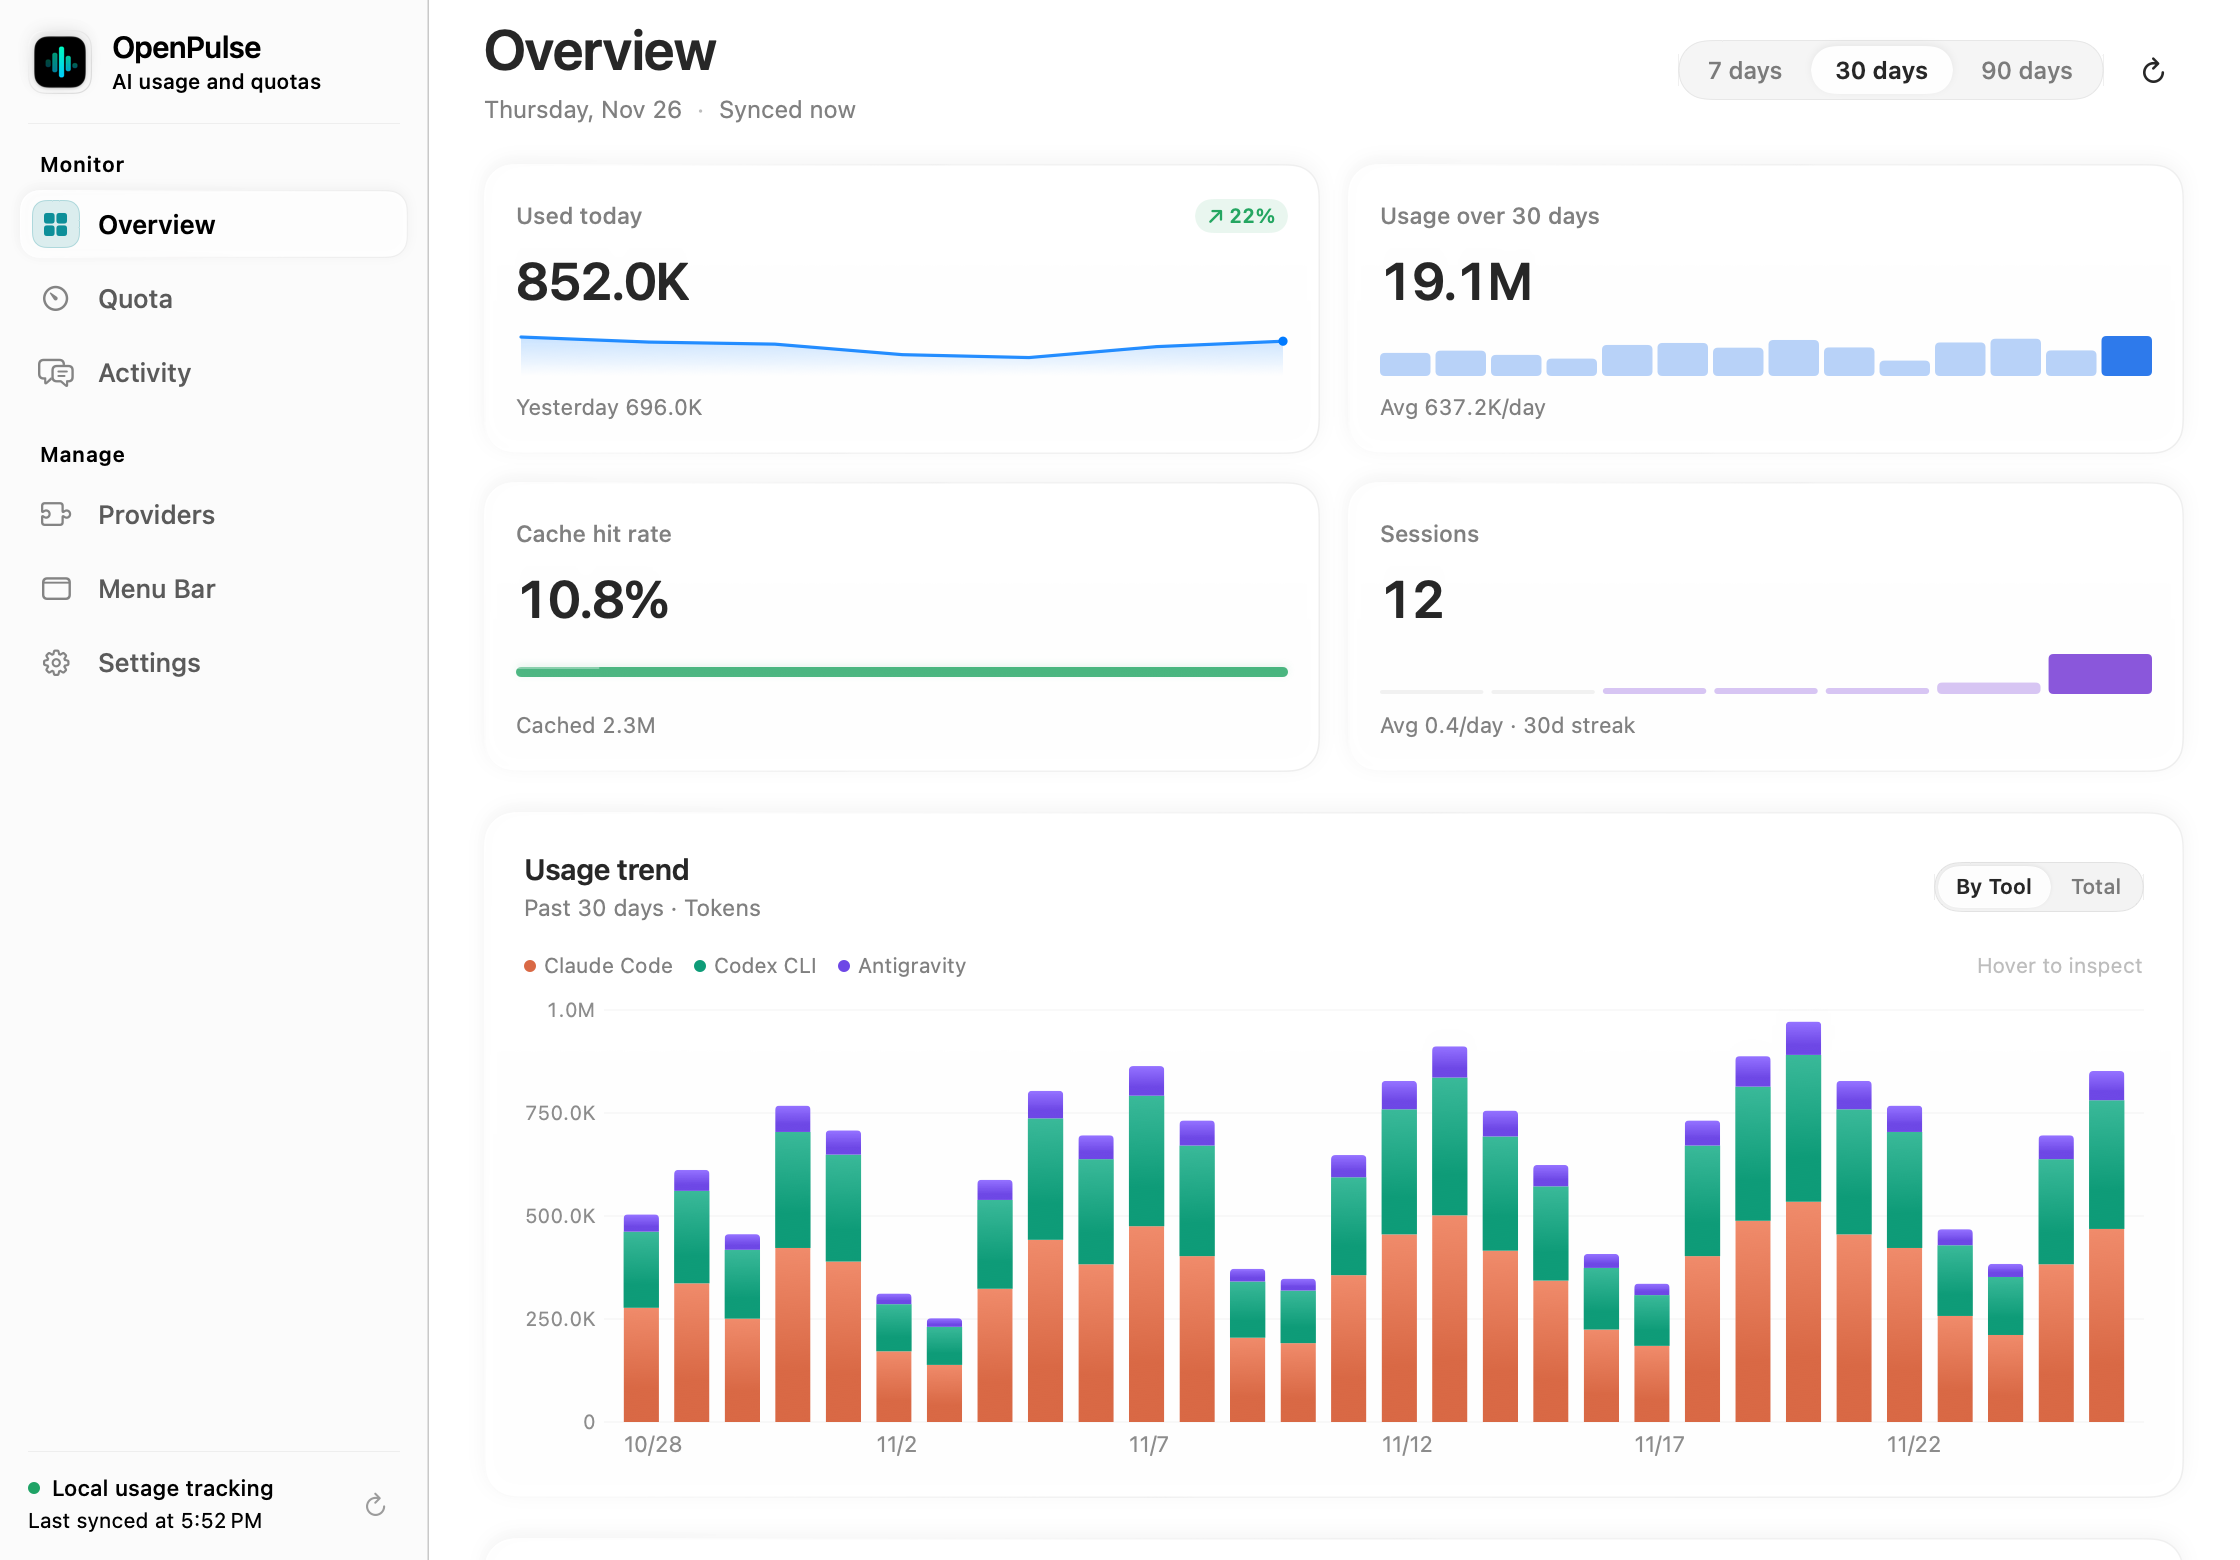 OpenPulse
AI usage and quotas
Monitor
Overview
Quota
Activity
Manage
Providers
Menu Bar
Settings
Local usage tracking
Last synced at 5:52 PM
Overview
Thursday, Nov 26 · Synced now
7 days 30 days 90 days
Used today
22%
852.0K
Yesterday 696.0K
Usage over 30 days
19.1M
Avg 637.2K/day
Cache hit rate
10.8%
Cached 2.3M
Sessions
12
Avg 0.4/day · 30d streak
Usage trend
Past 30 days · Tokens
By Tool Total
Claude Code Codex CLI Antigravity
Hover to inspect
1.0M
750.0K
500.0K
250.0K
0
10/28 11/2 11/7 11/12 11/17 11/22